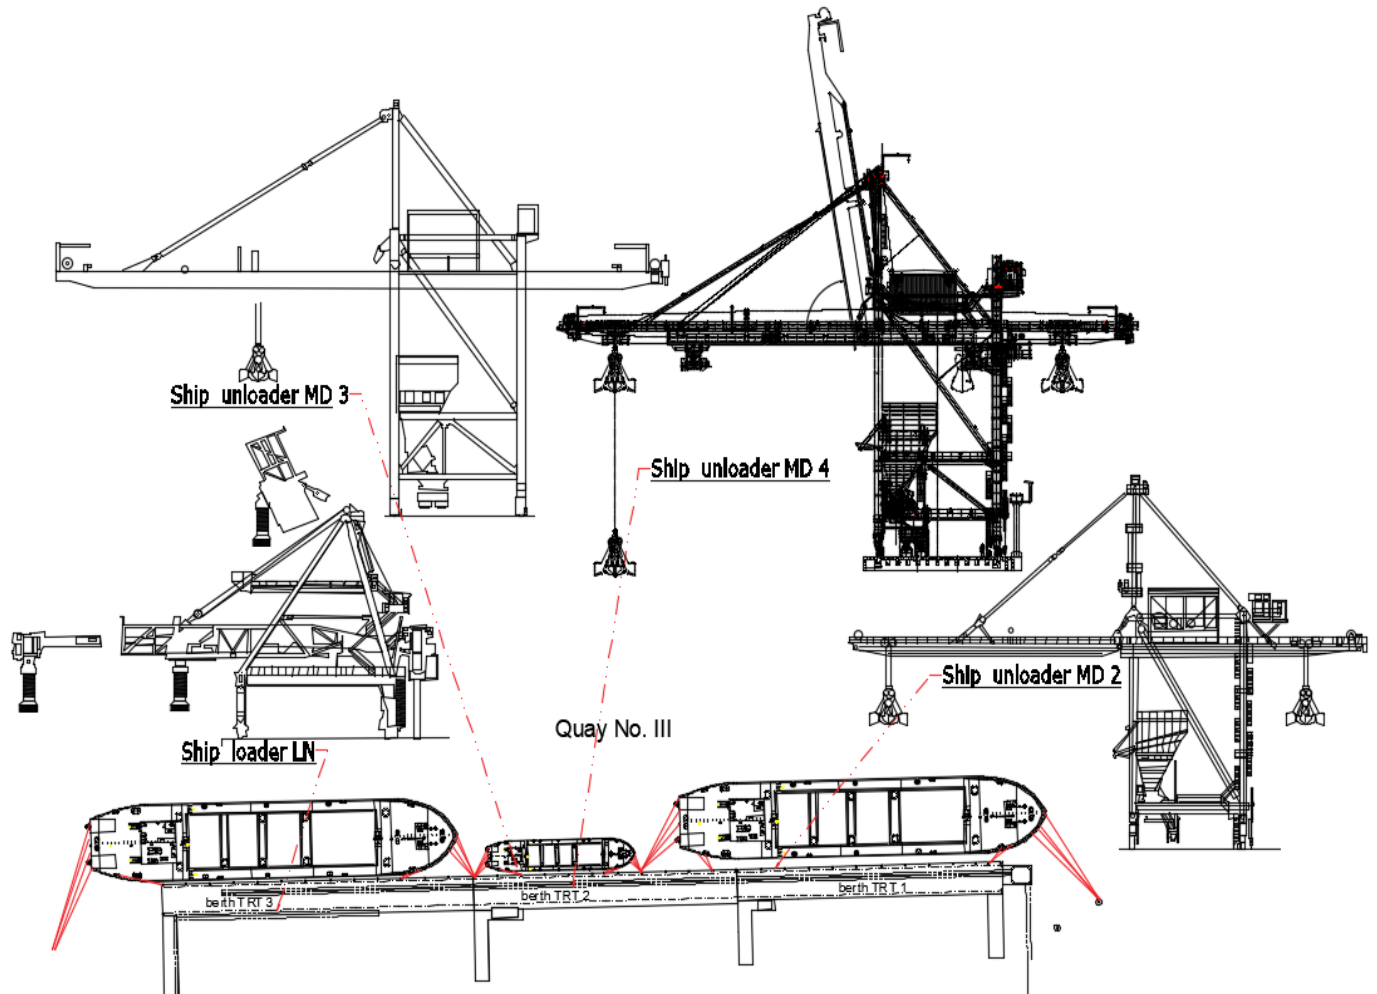 Ship unloader MD 3
Ship unloader MD 4
Ship unloader MD 2
Quay No. III
Ship loader LN
berth TRT 3
berth TRT 2
berth TRT 1